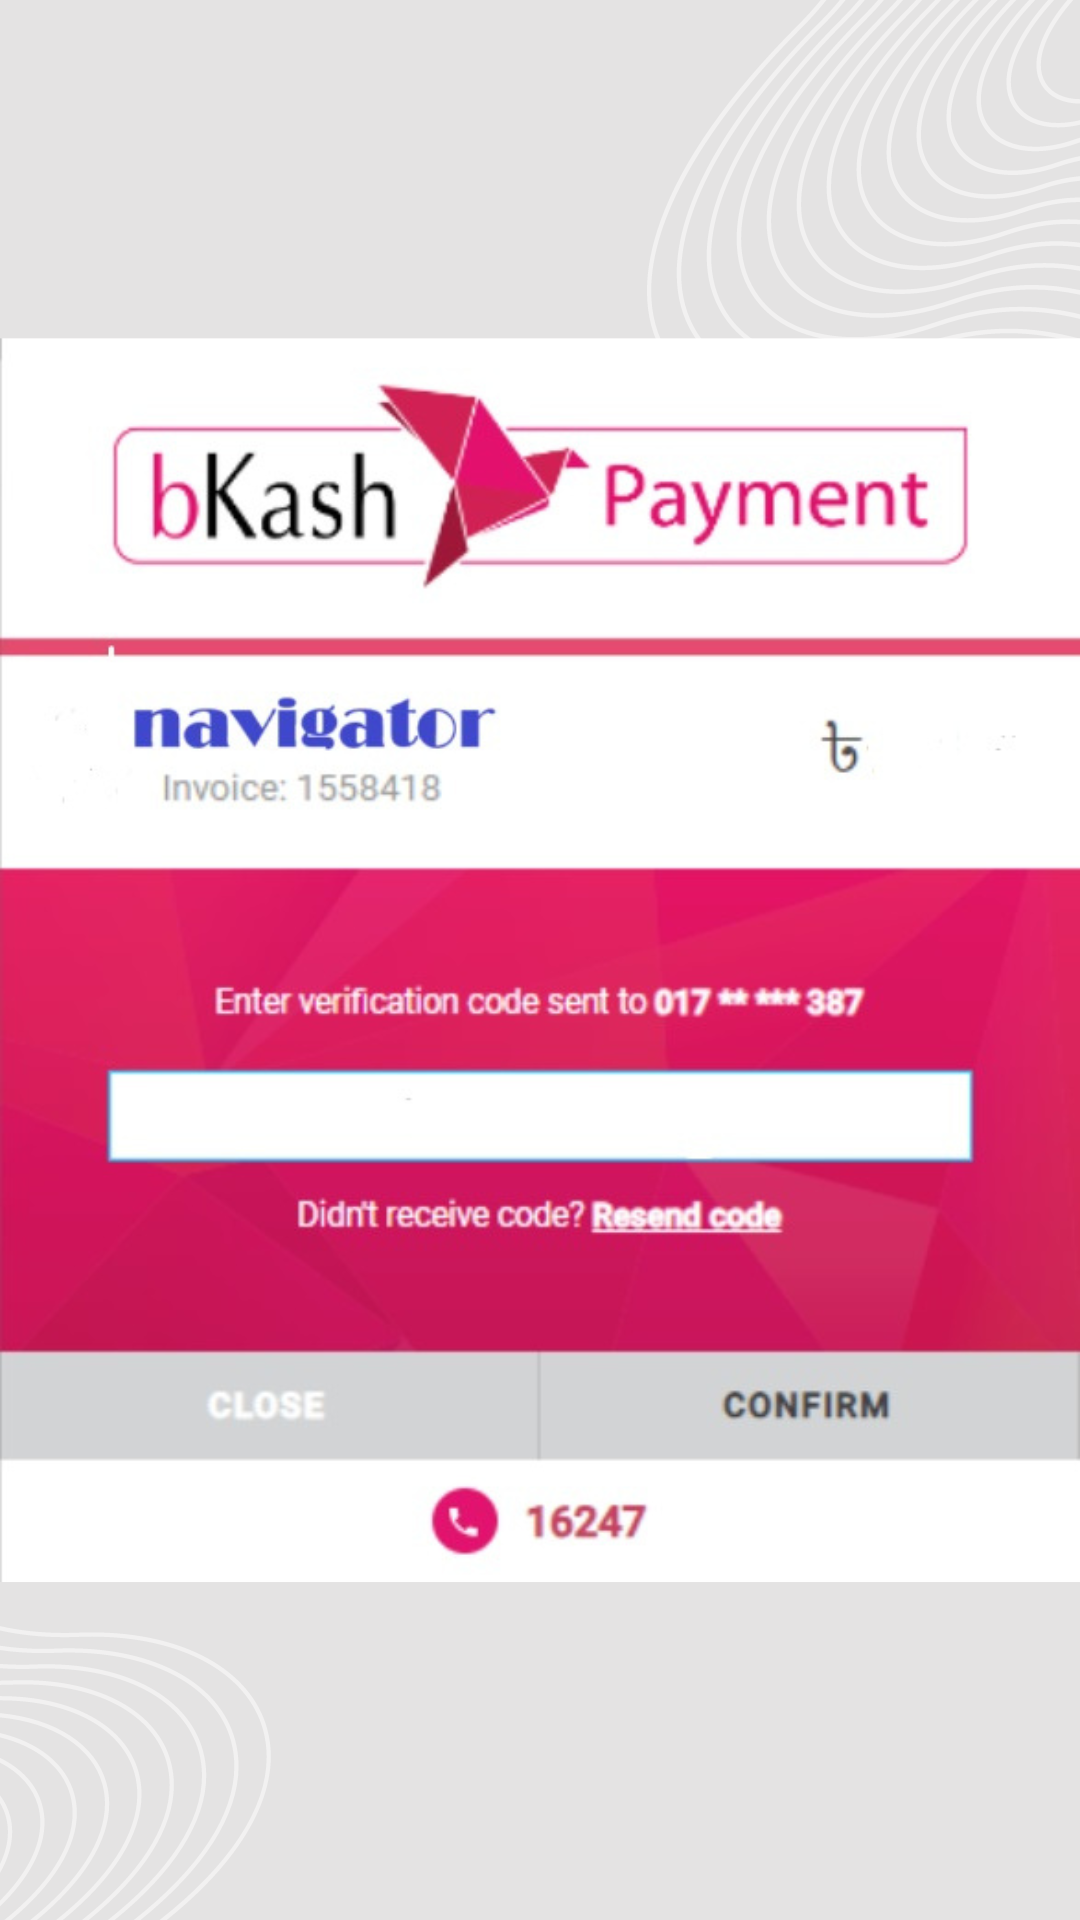 bKash Payment
navigator
Invoice: 1558418
৳
Enter verification code sent to 017 ** *** 387
Didn't receive code? Resend code
CLOSE
CONFIRM
16247